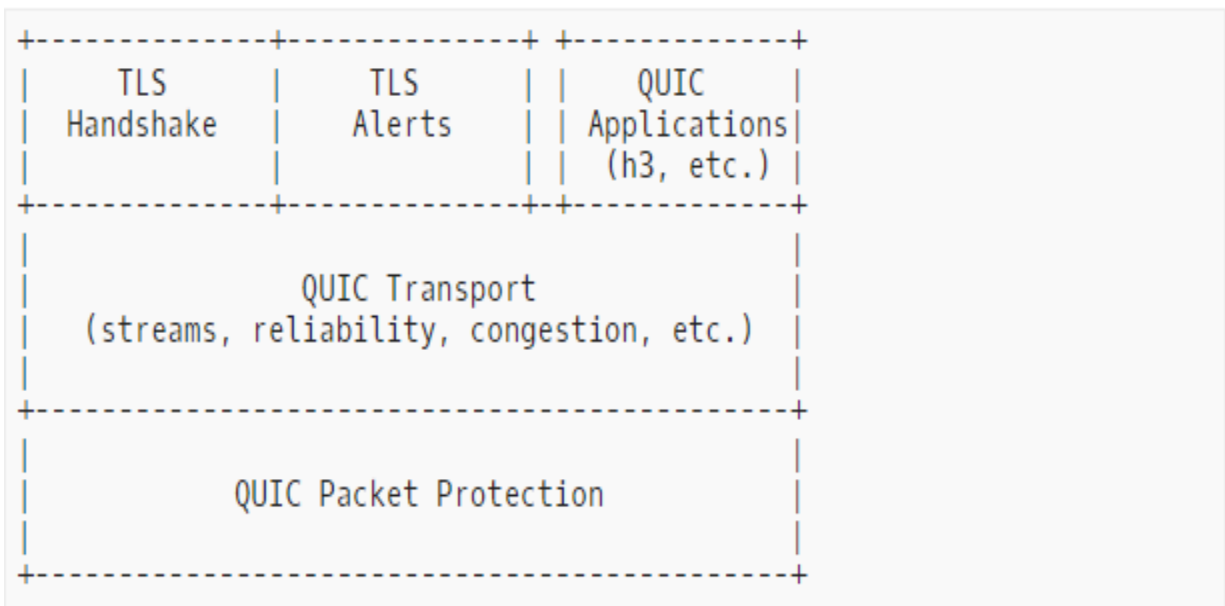 +--------------+--------------+ +-------------+
|     TLS      |     TLS      | |    QUIC     |
|  Handshake   |    Alerts    | | Applications|
|              |              | |  (h3, etc.) |
+--------------+--------------+-+-------------+
|                                             |
|                QUIC Transport               |
|   (streams, reliability, congestion, etc.)  |
|                                             |
+---------------------------------------------+
|                                             |
|            QUIC Packet Protection           |
|                                             |
+---------------------------------------------+